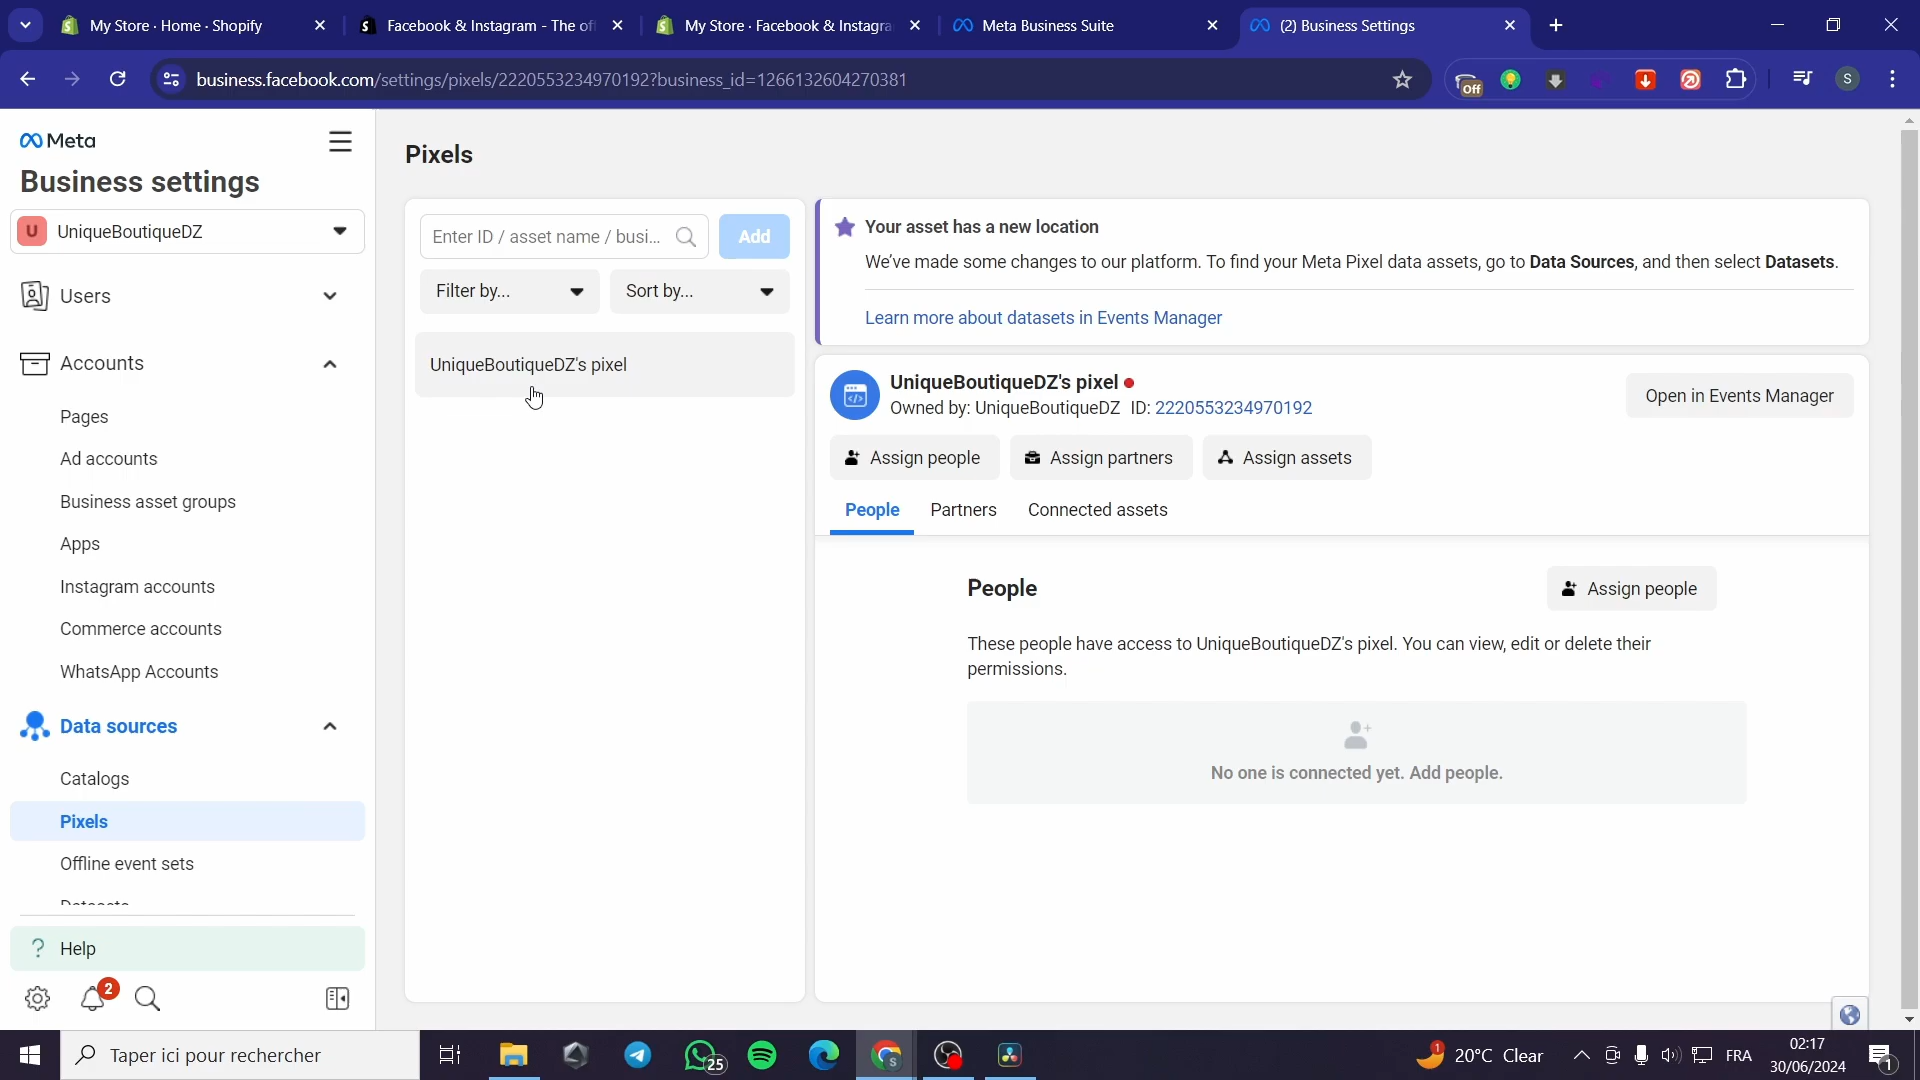 My Store · Home · Shopify
Facebook & Instagram - The of
My Store · Facebook & Instagra
Meta Business Suite
(2) Business Settings
business.facebook.com/settings/pixels/2220553234970192?business_id=1266132604270381
Off
S
Meta
Business settings
U UniqueBoutiqueDZ
Users
Accounts
Pages
Ad accounts
Business asset groups
Apps
Instagram accounts
Commerce accounts
WhatsApp Accounts
Data sources
Catalogs
Pixels
Offline event sets
Datasets
? Help
2
Pixels
Enter ID / asset name / busi...
Add
Filter by...
Sort by...
UniqueBoutiqueDZ's pixel
Your asset has a new location
We've made some changes to our platform. To find your Meta Pixel data assets, go to Data Sources, and then select Datasets.
Learn more about datasets in Events Manager
UniqueBoutiqueDZ's pixel
Owned by: UniqueBoutiqueDZ ID: 2220553234970192
Open in Events Manager
Assign people
Assign partners
Assign assets
People
Partners
Connected assets
People
Assign people
These people have access to UniqueBoutiqueDZ's pixel. You can view, edit or delete their
permissions.
No one is connected yet. Add people.
Taper ici pour rechercher
25
S
1
20°C Clear
FRA
02:17
30/06/2024
1